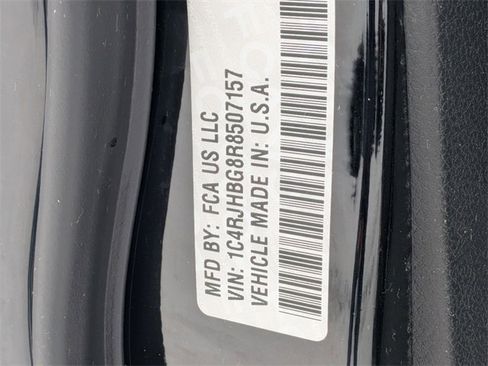 MFD BY: FCA US LLC
VIN: 1C4RJHBG8R8507157
VEHICLE MADE IN: U.S.A.